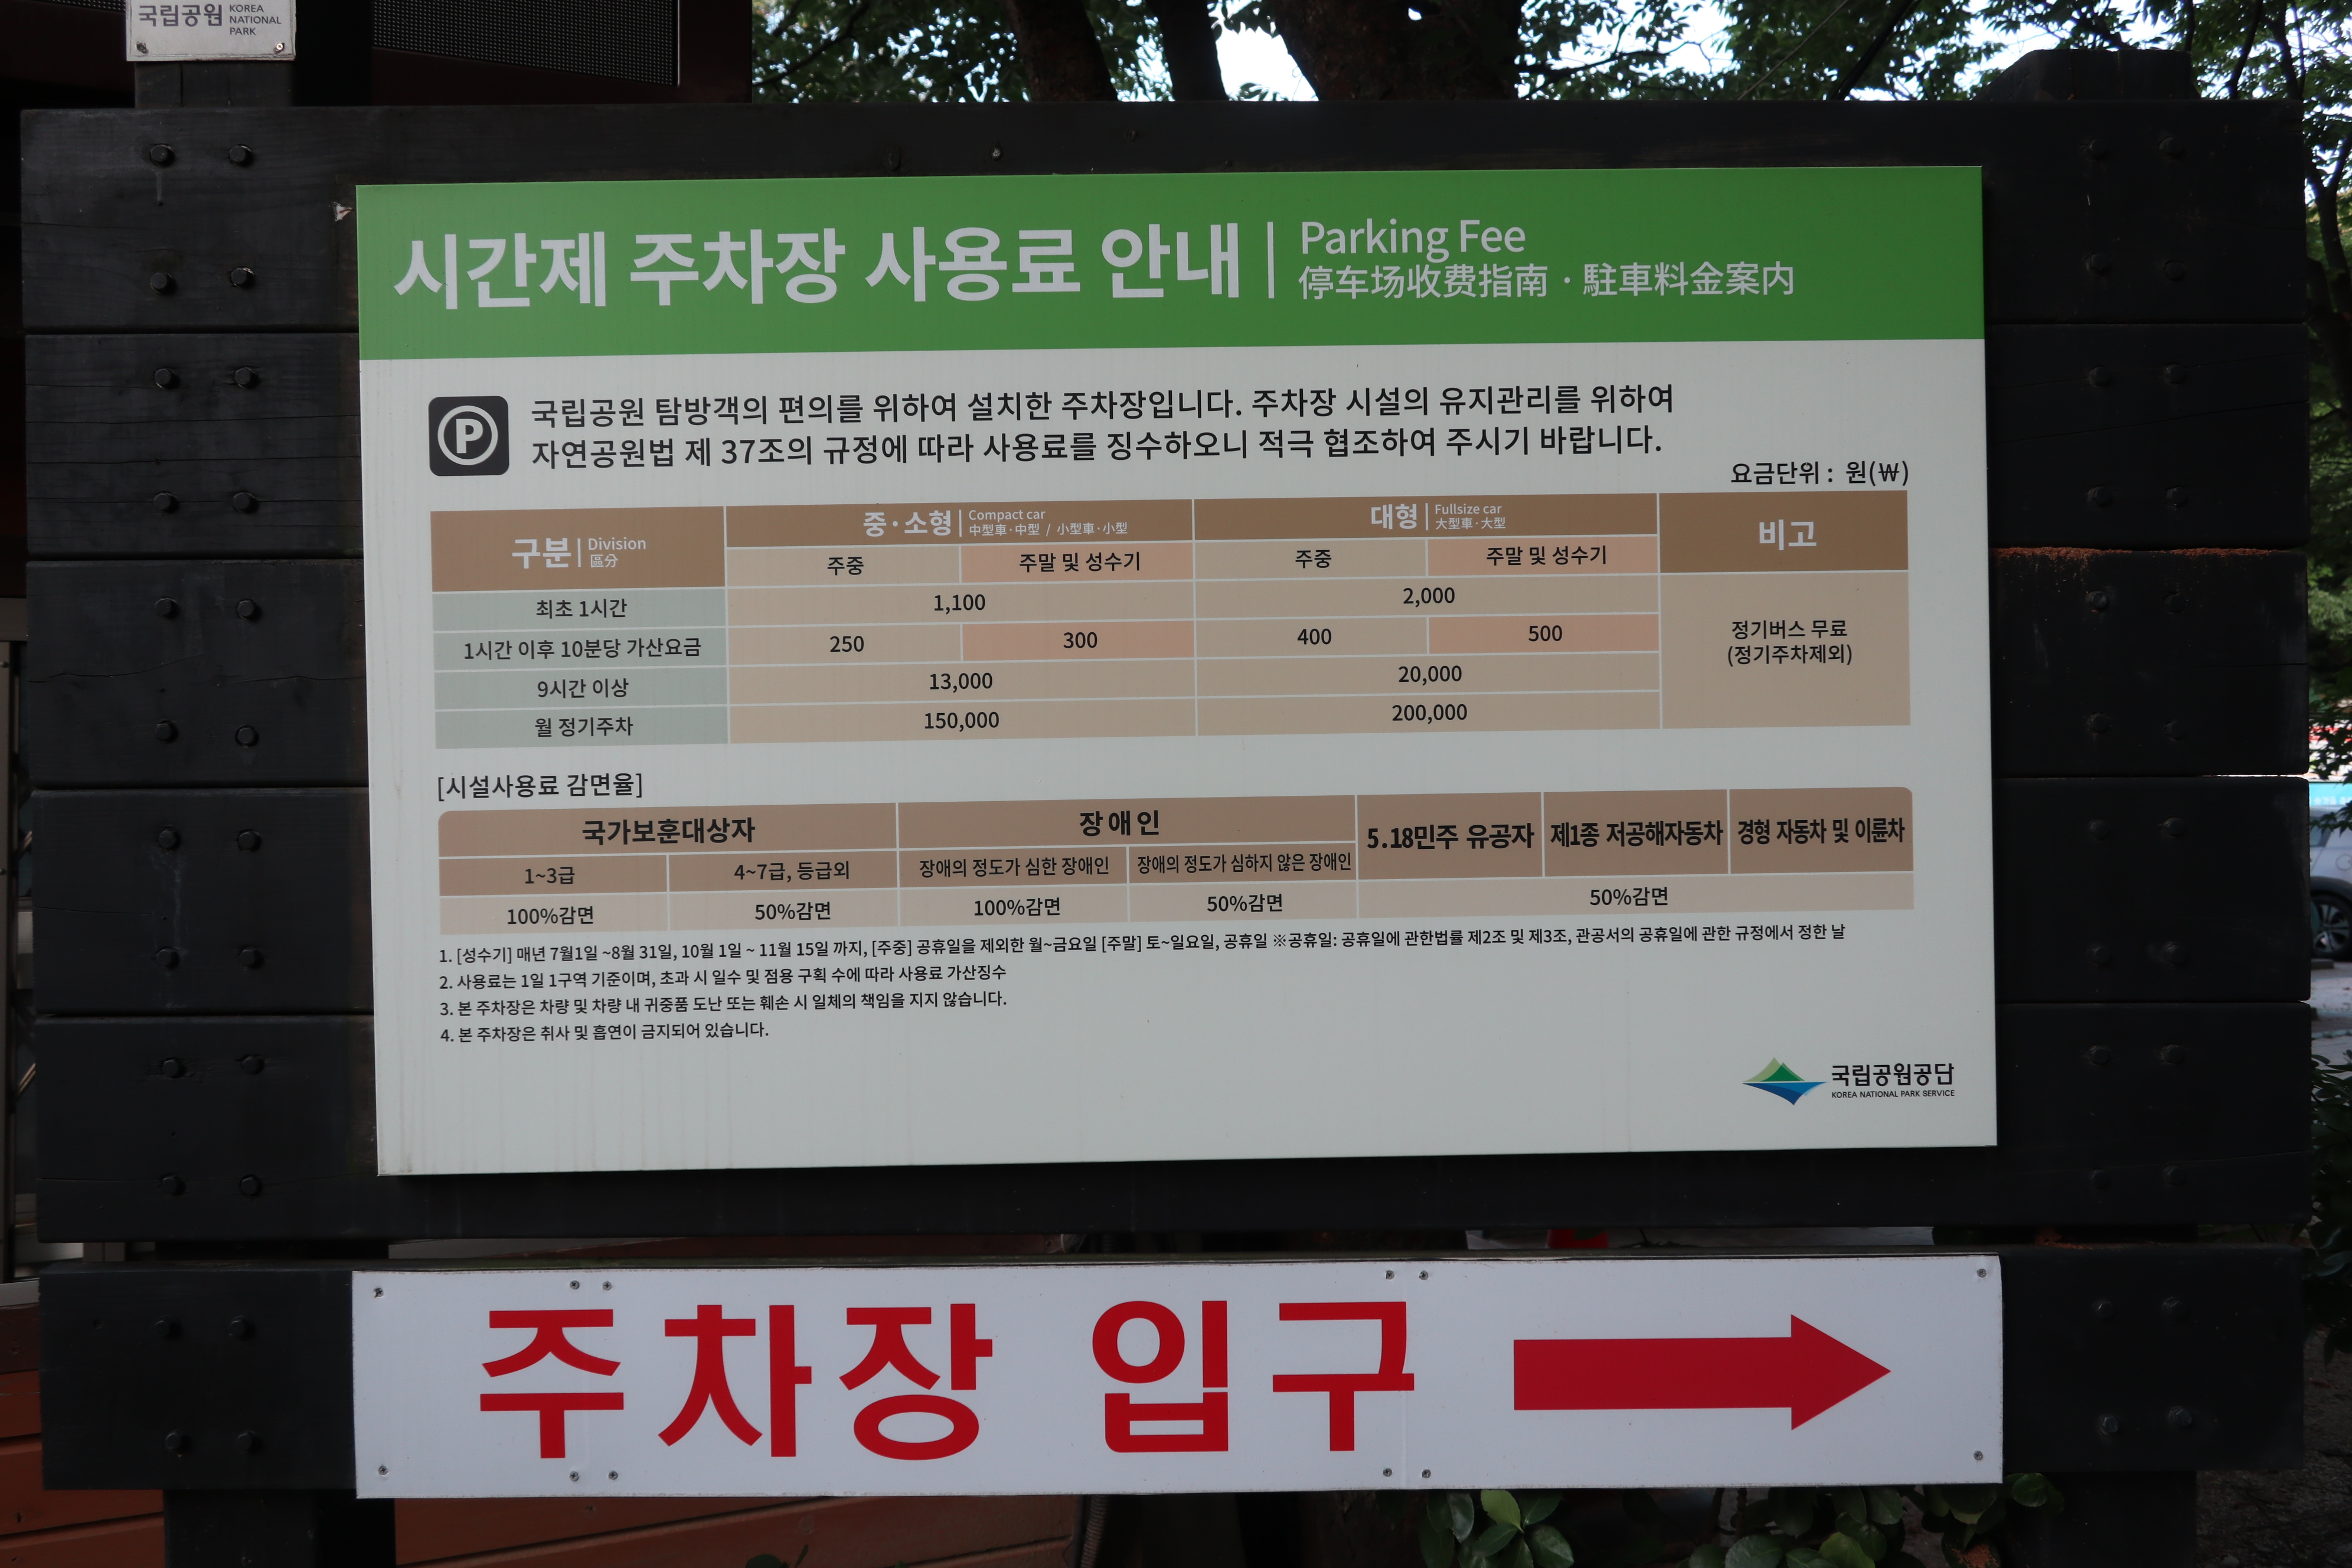 국립공원 KOREA
NATIONAL
PARK
시간제 주차장 사용료 안내 | Parking Fee
停车场收费指南 · 駐車料金案内
국립공원 탐방객의 편의를 위하여 설치한 주차장입니다. 주차장 시설의 유지관리를 위하여
자연공원법 제 37조의 규정에 따라 사용료를 징수하오니 적극 협조하여 주시기 바랍니다.
요금단위 : 원(₩)
구분 | Division
區分
중·소형 | Compact car
中型車·中型 / 小型車·小型
대형 | Fullsize car
大型車·大型
비고
주중 주말 및 성수기 주중 주말 및 성수기
최초 1시간 1,100 2,000
1시간 이후 10분당 가산요금 250 300 400 500
정기버스 무료
(정기주차제외)
9시간 이상 13,000 20,000
월 정기주차 150,000 200,000
[시설사용료 감면율]
국가보훈대상자 장애인 5.18민주 유공자 제1종 저공해자동차 경형 자동차 및 이륜차
1~3급 4~7급, 등급외 장애의 정도가 심한 장애인 장애의 정도가 심하지 않은 장애인
100%감면 50%감면 100%감면 50%감면 50%감면
1. [성수기] 매년 7월1일 ~8월 31일, 10월 1일 ~ 11월 15일 까지, [주중] 공휴일을 제외한 월~금요일 [주말] 토~일요일, 공휴일 ※공휴일: 공휴일에 관한법률 제2조 및 제3조, 관공서의 공휴일에 관한 규정에서 정한 날
2. 사용료는 1일 1구역 기준이며, 초과 시 일수 및 점용 구획 수에 따라 사용료 가산징수
3. 본 주차장은 차량 및 차량 내 귀중품 도난 또는 훼손 시 일체의 책임을 지지 않습니다.
4. 본 주차장은 취사 및 흡연이 금지되어 있습니다.
국립공원공단
KOREA NATIONAL PARK SERVICE
주차장 입구